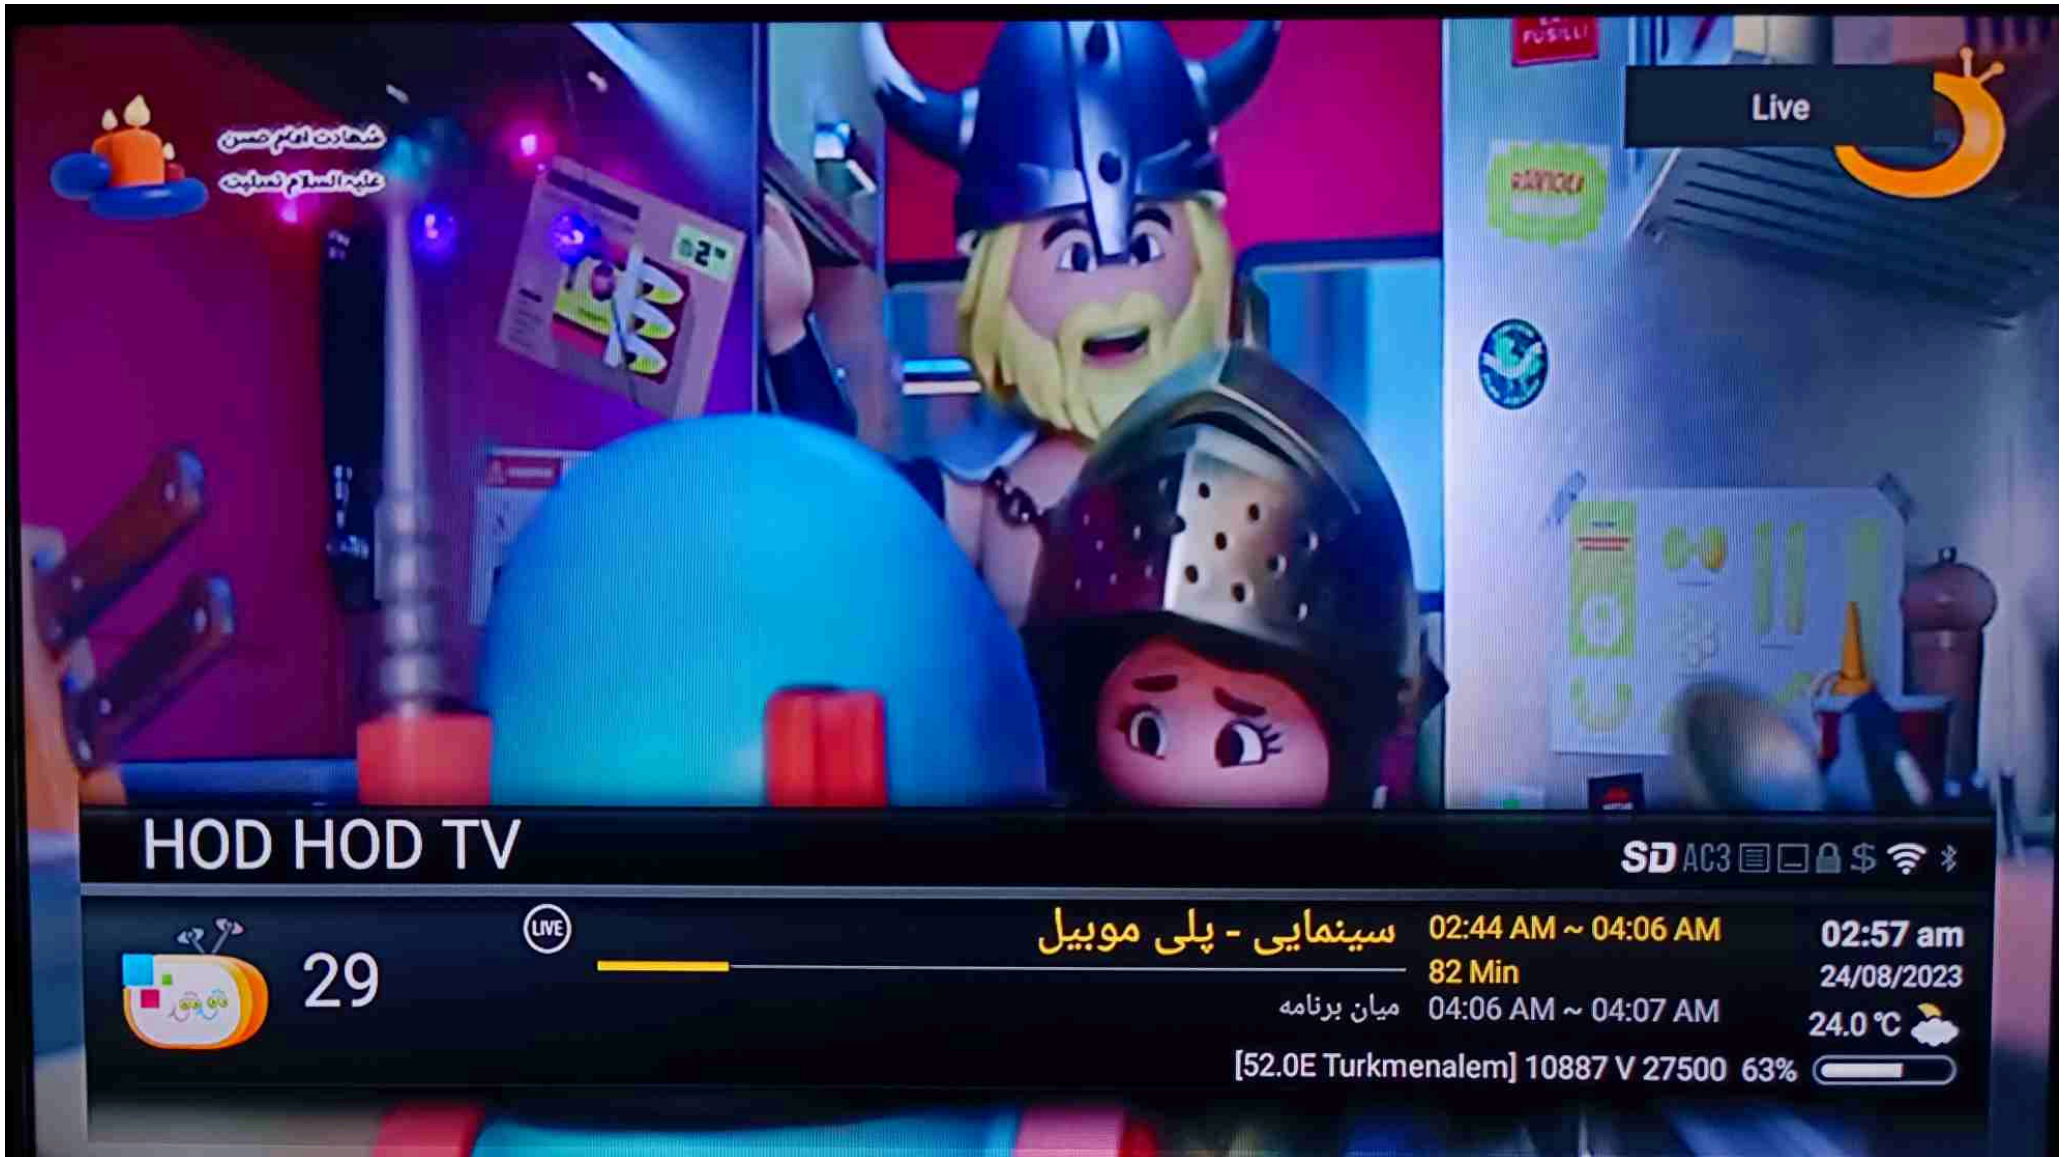 شهادت امام حسن
علیه السلام تسلیت
Live
FUSILLI
RAVIOLI
HOD HOD TV
SD AC3
29
LIVE
سینمایی - پلی موبیل 02:44 AM ~ 04:06 AM
82 Min
میان برنامه 04:06 AM ~ 04:07 AM
02:57 am
24/08/2023
24.0 °C
[52.0E Turkmenalem] 10887 V 27500 63%